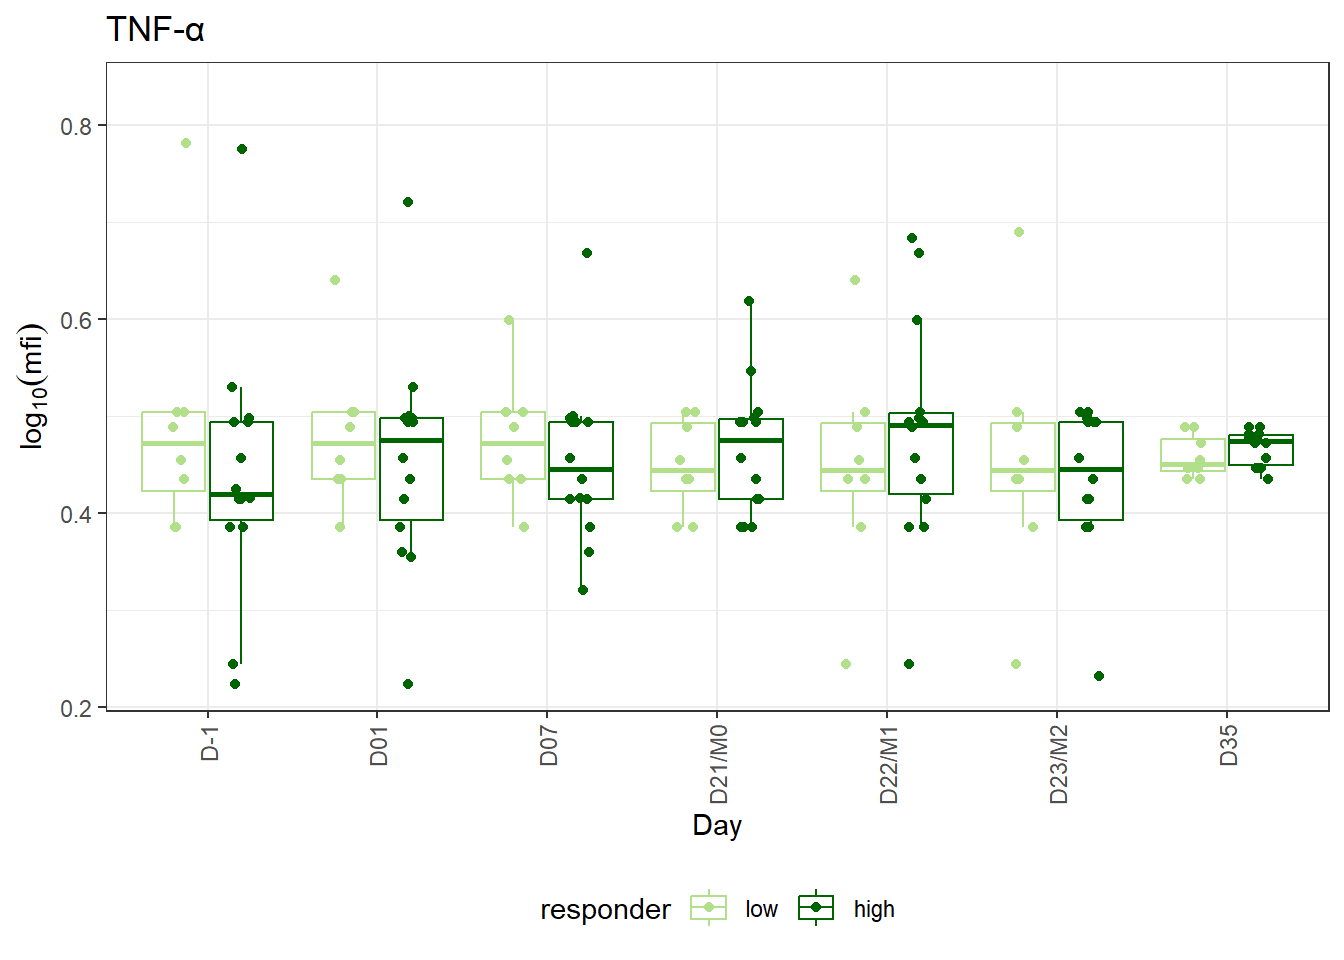 TNF-α
log10(mfi)
0.8
0.6
0.4
0.2
D-1
D01
D07
D21/M0
D22/M1
D23/M2
D35
Day
responder low high